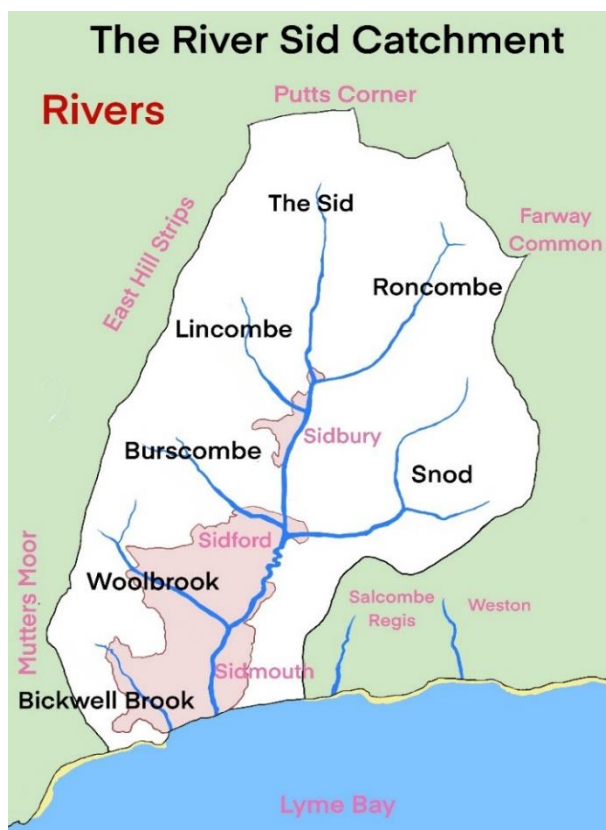 The River Sid Catchment
Rivers
Putts Corner
East Hill Strips
The Sid
Farway
Common
Roncombe
Lincombe
Sidbury
Burscombe
Snod
Sidford
Mutters Moor
Woolbrook
Salcombe
Regis
Weston
Sidmouth
Bickwell Brook
Lyme Bay